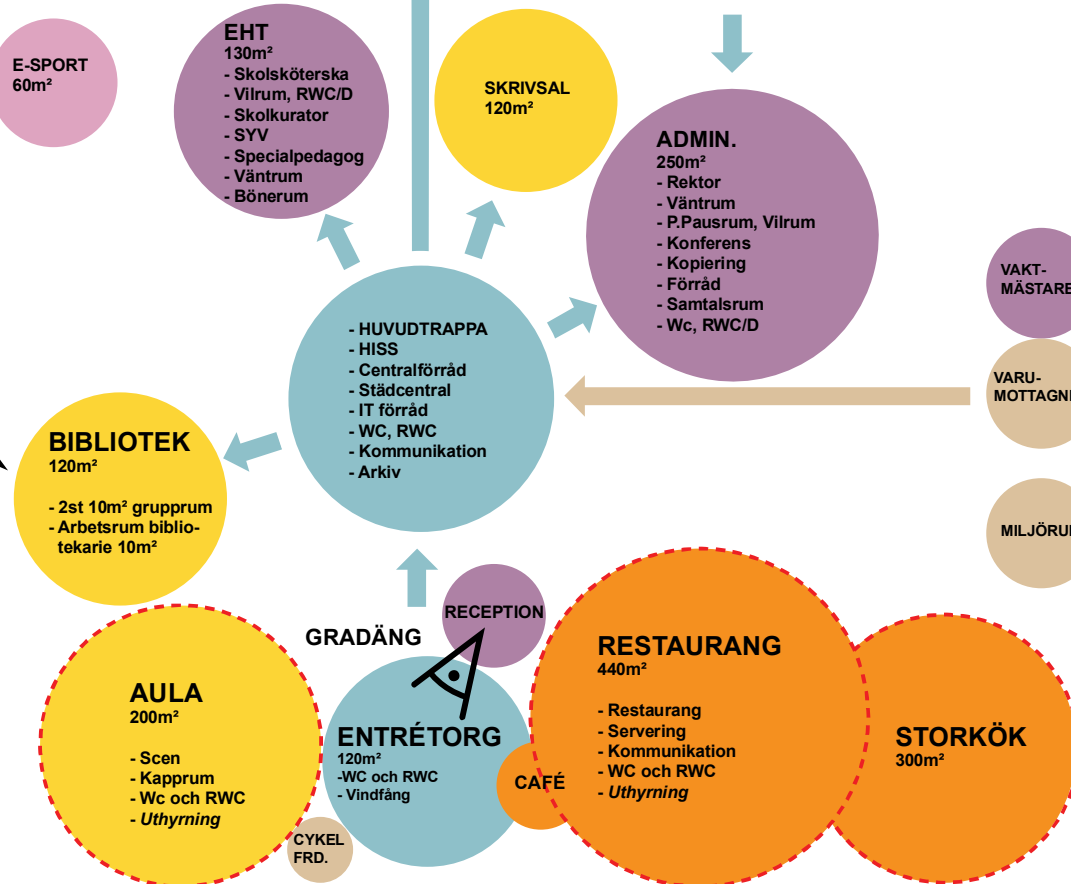 E-SPORT
60m²
EHT
130m²
- Skolsköterska
- Vilrum, RWC/D
- Skolkurator
- SYV
- Specialpedagog
- Väntrum
- Bönerum
SKRIVSAL
120m²
ADMIN.
250m²
- Rektor
- Väntrum
- P.Pausrum, Vilrum
- Konferens
- Kopiering
- Förråd
- Samtalsrum
- Wc, RWC/D
VAKT-
MÄSTARE
- HUVUDTRAPPA
- HISS
- Centralförråd
- Städcentral
- IT förråd
- WC, RWC
- Kommunikation
- Arkiv
VARU-
BIBLIOTEK
120m²
- 2st 10m² grupprum
- Arbetsrum biblio-
tekarie 10m²
RECEPTION
GRADÄNG
AULA
200m²
- Scen
- Kapprum
- Wc och RWC
- Uthyrning
ENTRÉTORG
120m²
-WC och RWC
- Vindfång
CAFÉ
CYKEL
FRD.
RESTAURANG
440m²
- Restaurang
- Servering
- Kommunikation
- WC och RWC
- Uthyrning
STORKÖK
300m²